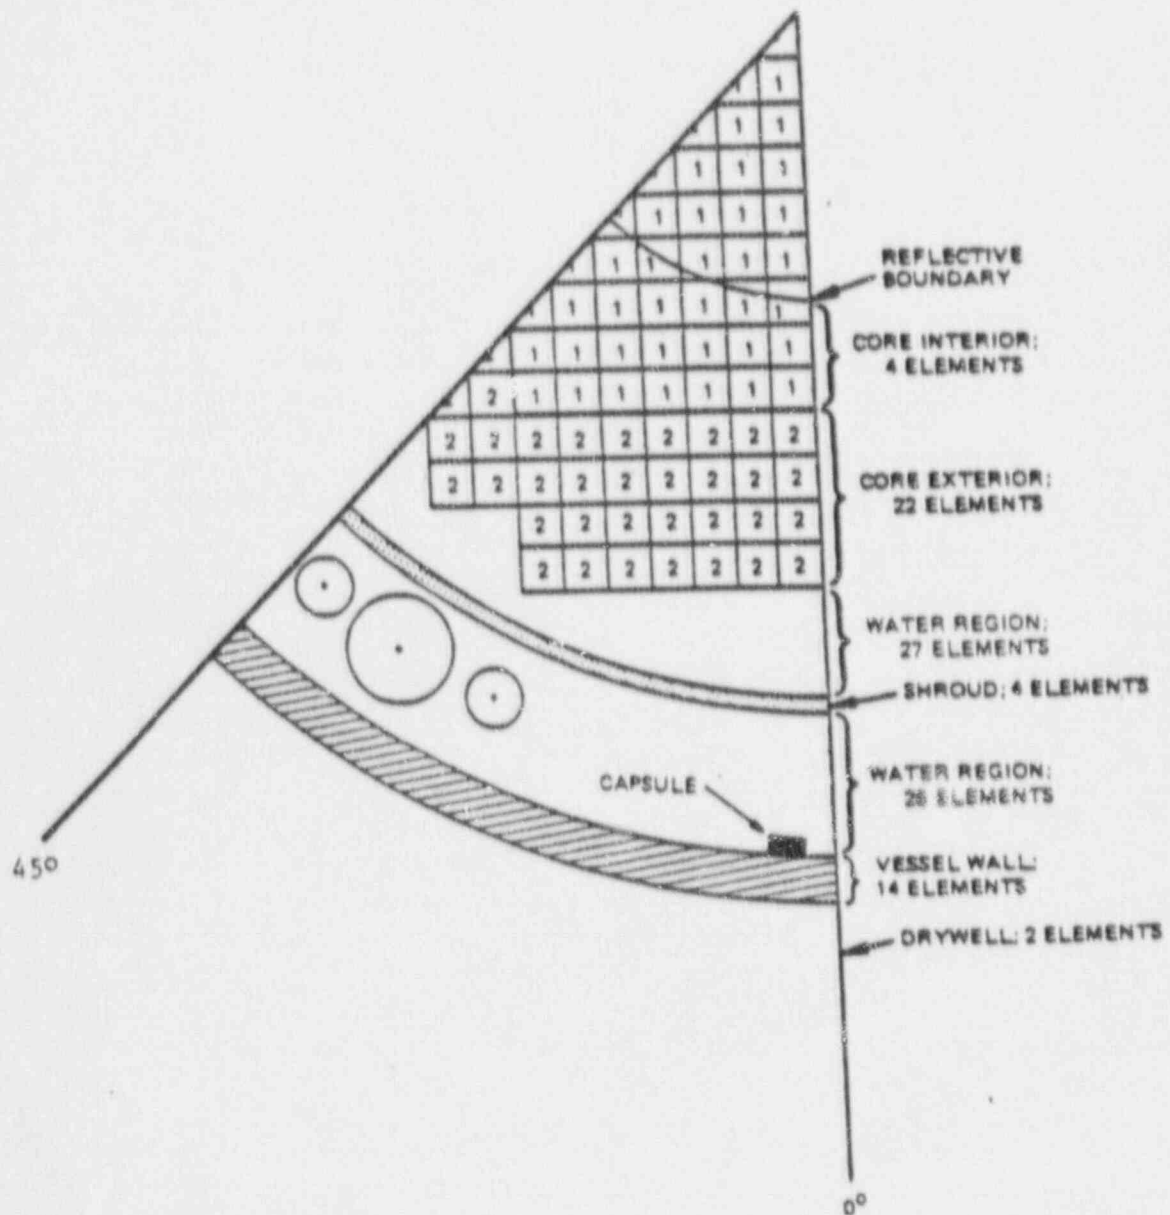 1 1
1 1
1 1 1
1 1 1 1
1 1 1 1 1 1
REFLECTIVE
BOUNDARY
1 1 1 1 1 1 1
CORE INTERIOR;
4 ELEMENTS
1 1 1 1 1 1 1
2 1 1 1 1 1 1 1
2 2 2 2 2 2 2 2 2
2 2 2 2 2 2 2 2 2
CORE EXTERIOR;
22 ELEMENTS
2 2 2 2 2 2 2
2 2 2 2 2 2 2
WATER REGION;
27 ELEMENTS
SHROUD; ELEMENTS
WATER REGION;
ELEMENTS
CAPSULE
VESSEL WALL;
14 ELEMENTS
DRYWELL; 2 ELEMENTS
45°
0°